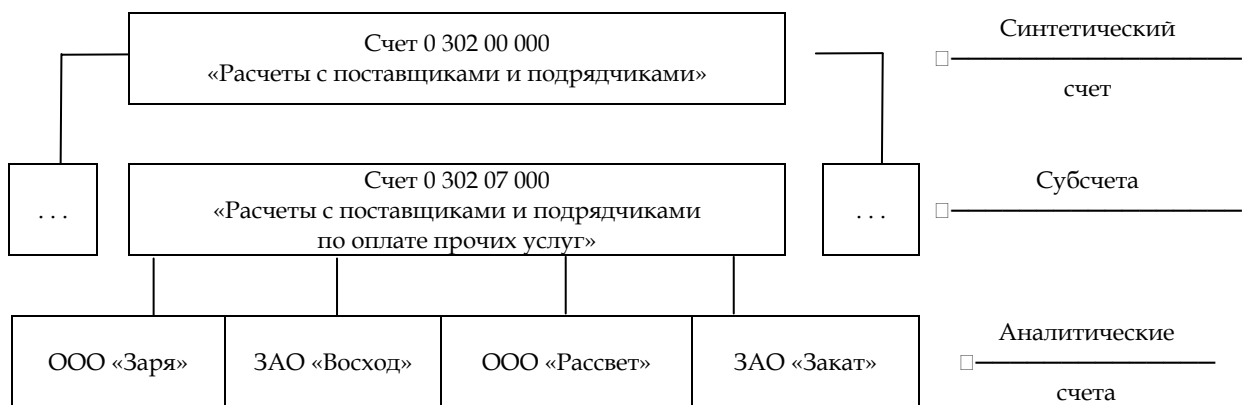 Счет 0 302 00 000
«Расчеты с поставщиками и подрядчиками»
Синтетический
счет
. . .
Счет 0 302 07 000
«Расчеты с поставщиками и подрядчиками
по оплате прочих услуг»
. . .
Субсчета
ООО «Заря»
ЗАО «Восход»
ООО «Рассвет»
ЗАО «Закат»
Аналитические
счета